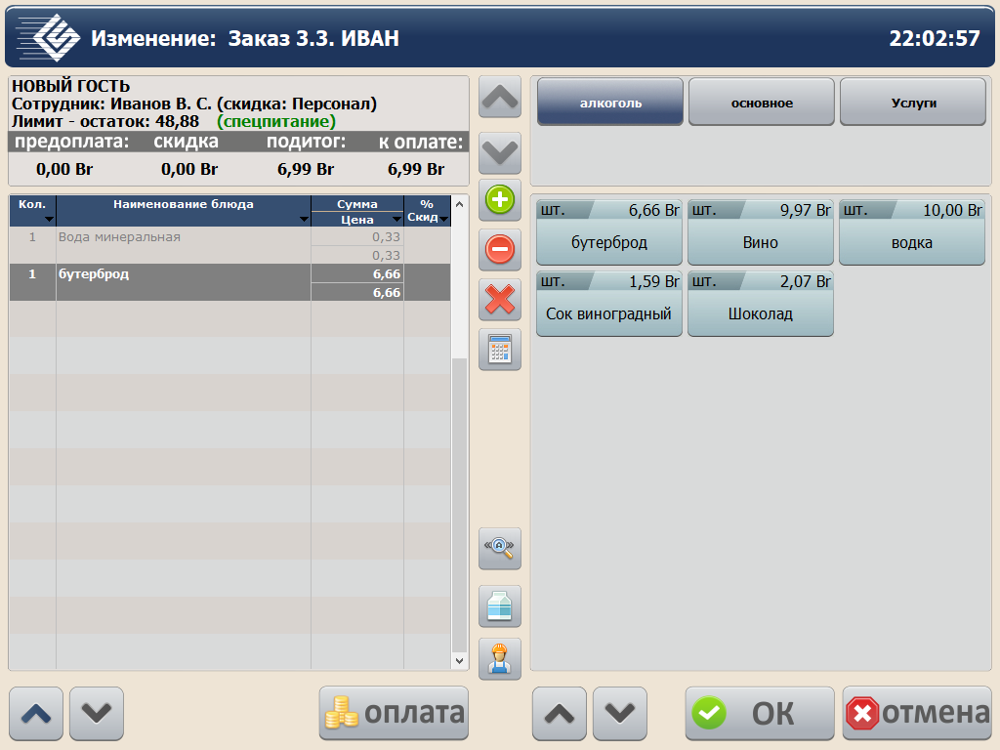 Изменение: Заказ 3.3. ИВАН
22:02:57
НОВЫЙ ГОСТЬ
Сотрудник: Иванов В. С. (скидка: Персонал)
Лимит - остаток: 48,88 (спецпитание)
предоплата: скидка подитог: к оплате:
0,00 Br 0,00 Br 6,99 Br 6,99 Br
Кол. Наименование блюда Сумма %
Цена Скид
1 Вода минеральная 0,33
0,33
1 бутерброд 6,66
6,66
алкоголь основное Услуги
шт. 6,66 Br шт. 9,97 Br шт. 10,00 Br
бутерброд Вино водка
шт. 1,59 Br шт. 2,07 Br
Сок виноградный Шоколад
оплата ОК отмена